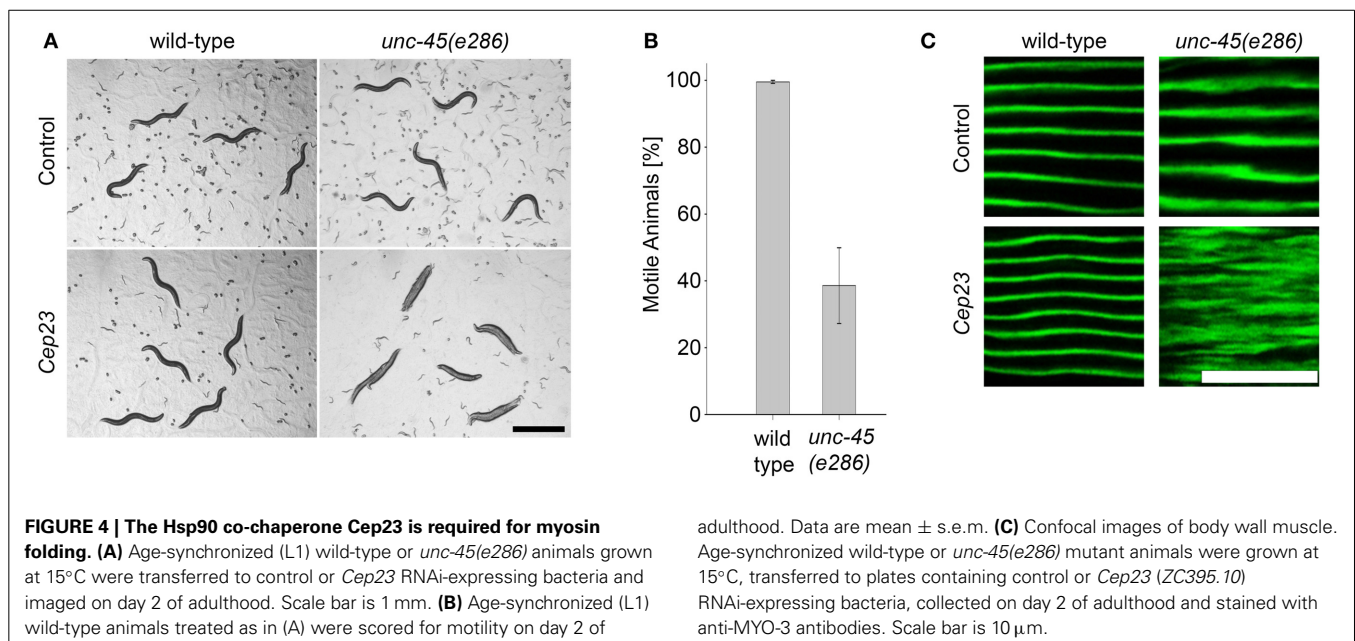 A
wild-type
unc-45(e286)
Control
Cep23
B
Motile Animals [%]
100
80
60
40
20
0
wild
type
unc-45
(e286)
C
wild-type
unc-45(e286)
Control
Cep23
FIGURE 4 | The Hsp90 co-chaperone Cep23 is required for myosin
folding. (A) Age-synchronized (L1) wild-type or unc-45(e286) animals grown
at 15°C were transferred to control or Cep23 RNAi-expressing bacteria and
imaged on day 2 of adulthood. Scale bar is 1 mm. (B) Age-synchronized (L1)
wild-type animals treated as in (A) were scored for motility on day 2 of
adulthood. Data are mean ± s.e.m. (C) Confocal images of body wall muscle.
Age-synchronized wild-type or unc-45(e286) mutant animals were grown at
15°C, transferred to plates containing control or Cep23 (ZC395.10)
RNAi-expressing bacteria, collected on day 2 of adulthood and stained with
anti-MYO-3 antibodies. Scale bar is 10 μm.